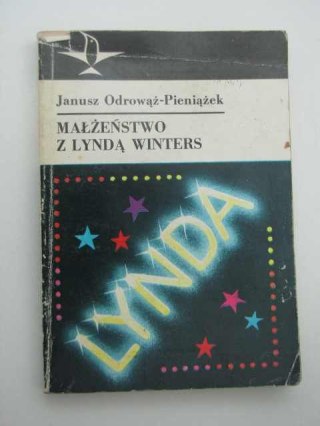 Janusz Odrowąż-Pieniążek
MAŁŻEŃSTWO
Z LYNDĄ WINTERS
LYNDA